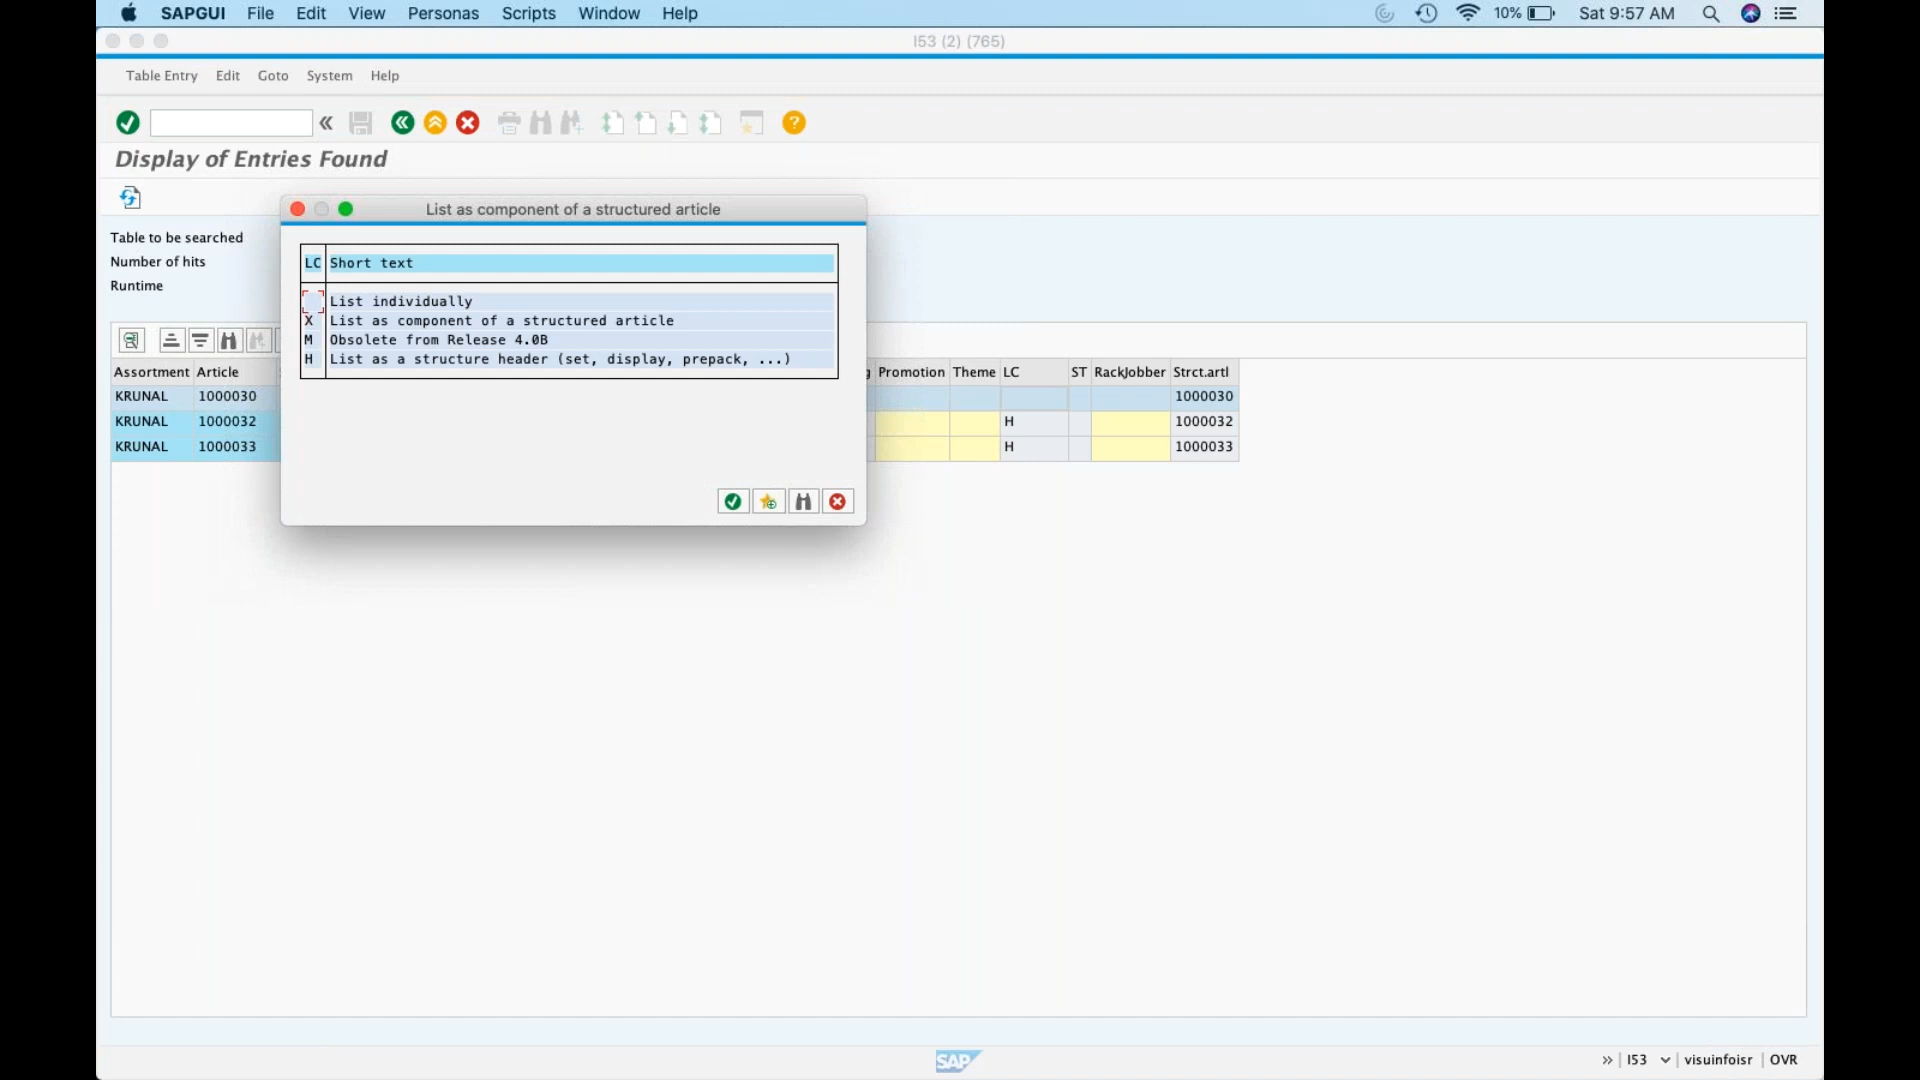 SAPGUI File Edit View Personas Scripts Window Help 10% Sat 9:57 AM
I53 (2) (765)
Table Entry Edit Goto System Help
Display of Entries Found
List as component of a structured article
Table to be searched
Number of hits
Runtime
LC Short text
List individually
X List as component of a structured article
M Obsolete from Release 4.0B
H List as a structure header (set, display, prepack, ...)
Assortment Article Promotion Theme LC ST RackJobber Strct.artl
KRUNAL 1000030 1000030
KRUNAL 1000032 H 1000032
KRUNAL 1000033 H 1000033
SAP
I53 visuinfoisr OVR